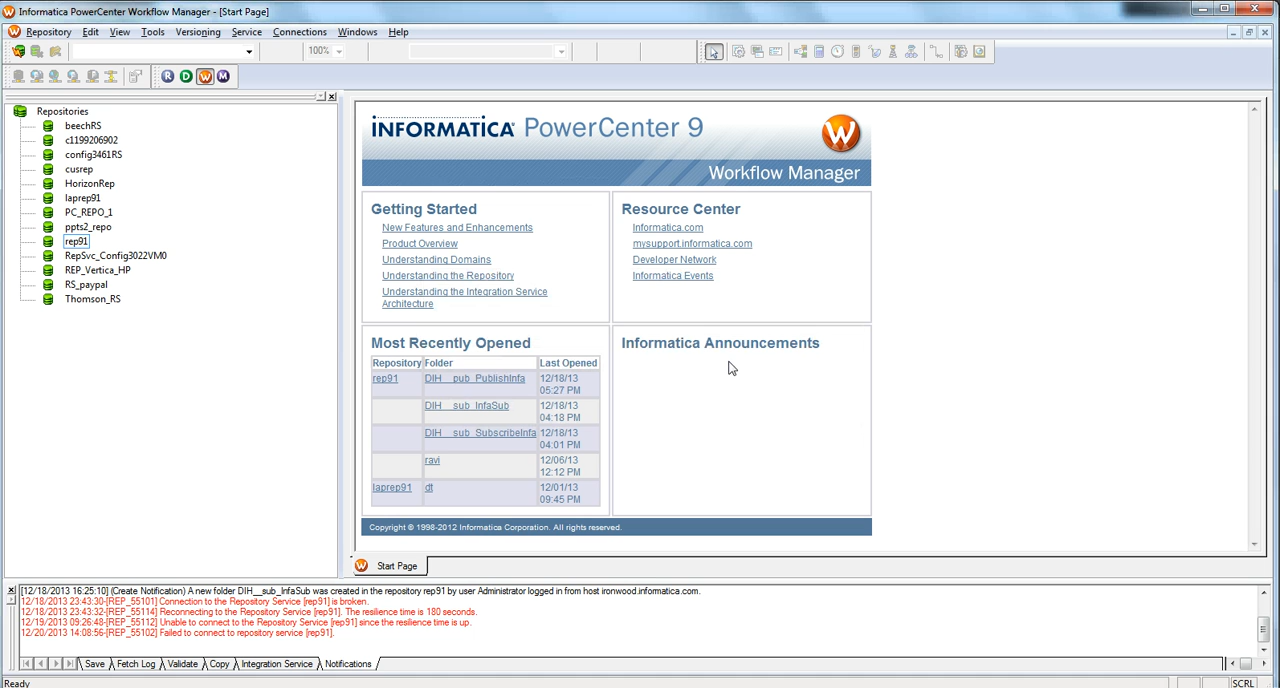 Informatica PowerCenter Workflow Manager - [Start Page]
Repository Edit View Tools Versioning Service Connections Windows Help
100%
R D W M
Repositories
beechRS
c1199206902
config3461RS
cusrep
HorizonRep
laprep91
PC_REPO_1
ppts2_repo
rep91
RepSvc_Config3022VM0
REP_Vertica_HP
RS_paypal
Thomson_RS
INFORMATICA PowerCenter 9
W
Workflow Manager
Getting Started
New Features and Enhancements
Product Overview
Understanding Domains
Understanding the Repository
Understanding the Integration Service
Architecture
Resource Center
Informatica.com
mysupport.informatica.com
Developer Network
Informatica Events
Most Recently Opened
Repository Folder Last Opened
rep91 DIH__pub_PublishInfa 12/18/13
05:27 PM
DIH__sub_InfaSub 12/18/13
04:18 PM
DIH__sub_SubscribeInfa 12/18/13
04:01 PM
ravi 12/06/13
12:12 PM
laprep91 dt 12/01/13
09:45 PM
Informatica Announcements
Copyright © 1998-2012 Informatica Corporation. All rights reserved.
Start Page
[12/18/2013 16:25:10] (Create Notification) A new folder DIH__sub_InfaSub was created in the repository rep91 by user Administrator logged in from host ironwood.informatica.com.
12/18/2013 23:43:30-[REP_55101] Connection to the Repository Service [rep91] is broken.
12/18/2013 23:43:32-[REP_55114] Reconnecting to the Repository Service [rep91]. The resilience time is 180 seconds.
12/19/2013 09:26:48-[REP_55112] Unable to connect to the Repository Service [rep91] since the resilience time is up.
12/20/2013 14:08:56-[REP_55102] Failed to connect to repository service [rep91].
Save Fetch Log Validate Copy Integration Service Notifications
Ready
SCRL